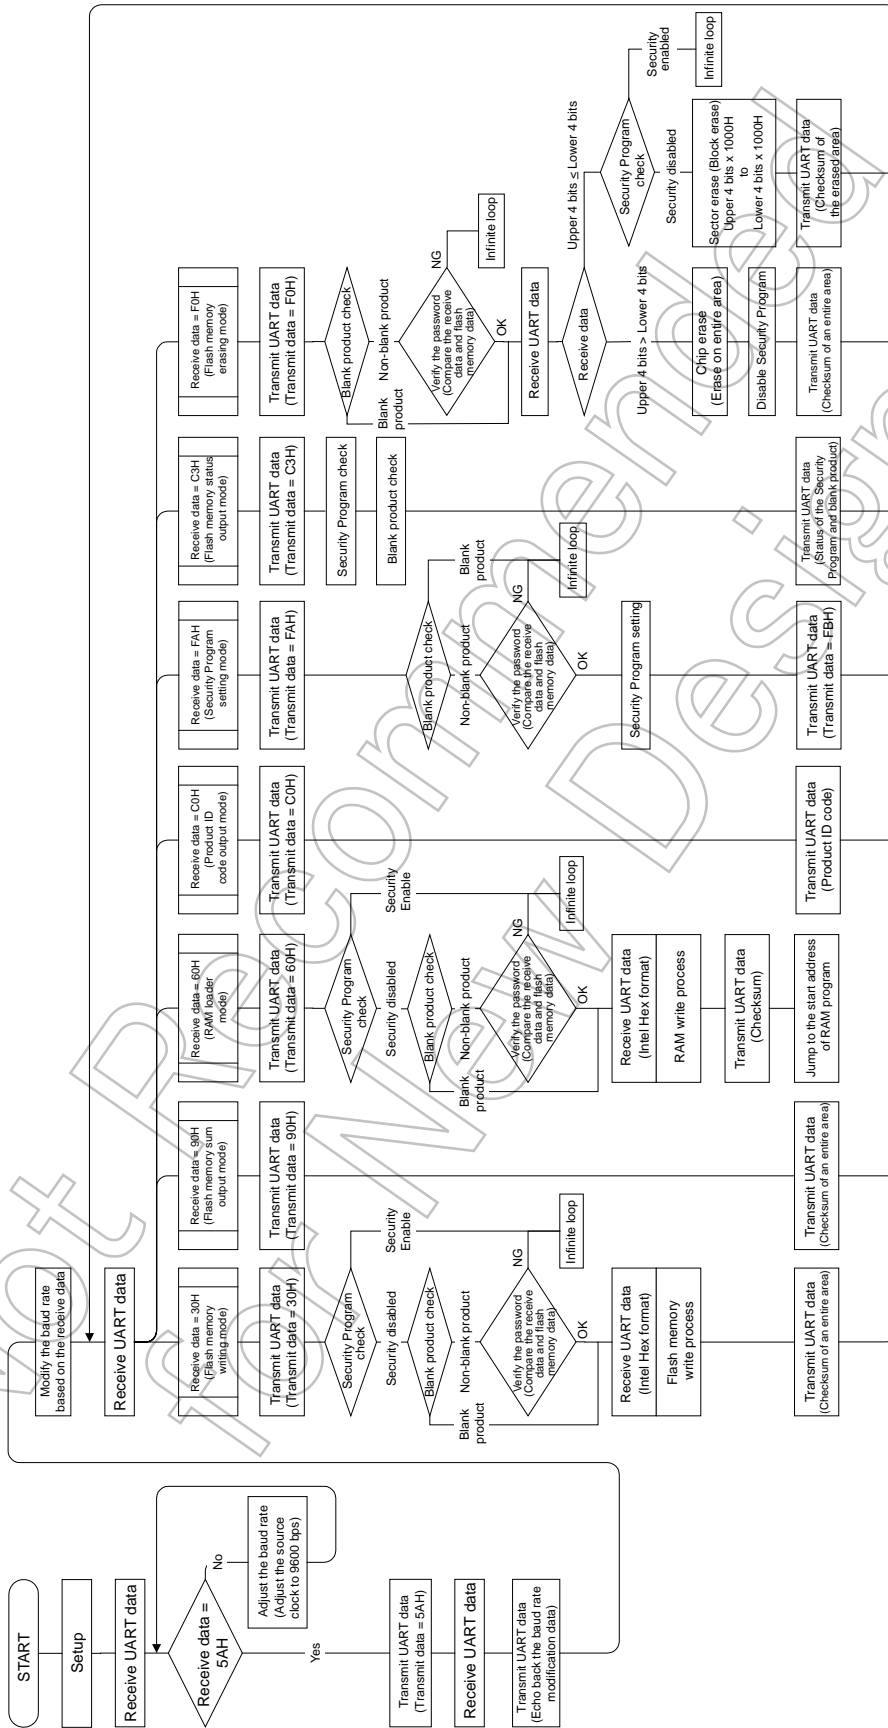 START
Setup
Receive UART data
Receive data =
5AH
No
Adjust the baud rate
(Adjust the source
clock to 9600 bps)
Yes
Transmit UART data
(Transmit data = 5AH)
Receive UART data
Transmit UART data
(Echo back the baud rate
modification data)
Modify the baud rate
based on the receive data
Receive UART data
Receive data = 30H
(Flash memory
writing mode)
Transmit UART data
(Transmit data = 30H)
Security Program
check
Security
Enable
Security disabled
Blank product check
Blank
product
Non-blank product
Verify the password
(Compare the receive
data and flash
memory data)
NG
Infinite loop
OK
Receive UART data
(Intel Hex format)
Flash memory
write process
Transmit UART data
(Checksum of an entire area)
Receive data = 90H
(Flash memory sum
output mode)
Transmit UART data
(Transmit data = 90H)
Transmit UART data
(Checksum of an entire area)
Receive data = 60H
(RAM loader
mode)
Transmit UART data
(Transmit data = 60H)
Security Program
check
Security
Enable
Security disabled
Blank product check
Blank
product
Non-blank product
Verify the password
(Compare the receive
data and flash
memory data)
NG
Infinite loop
OK
Receive UART data
(Intel Hex format)
RAM write process
Transmit UART data
(Checksum)
Jump to the start address
of RAM program
Receive data = C0H
(Product ID
code output mode)
Transmit UART data
(Transmit data = C0H)
Transmit UART data
(Product ID code)
Receive data = FAH
(Security Program
setting mode)
Transmit UART data
(Transmit data = FAH)
Blank product check
Blank
product
Non-blank product
Verify the password
(Compare the receive
data and flash
memory data)
NG
Infinite loop
OK
Security Program setting
Transmit UART data
(Transmit data = FBH)
Receive data = C3H
(Flash memory status
output mode)
Transmit UART data
(Transmit data = C3H)
Security Program check
Blank product check
Transmit UART data
(Status of the Security
Program and blank product)
Receive data = F0H
(Flash memory
erasing mode)
Transmit UART data
(Transmit data = F0H)
Blank product check
Blank
product
Non-blank product
Verify the password
(Compare the receive
data and flash
memory data)
NG
Infinite loop
OK
Receive UART data
Receive data
Upper 4 bits > Lower 4 bits
Chip erase
(Erase on entire area)
Disable Security Program
Transmit UART data
(Checksum of an entire area)
Upper 4 bits ≤ Lower 4 bits
Security Program
check
Security
enabled
Infinite loop
Security disabled
Sector erase (Block erase)
Upper 4 bits x 1000H
to
Lower 4 bits x 1000H
Transmit UART data
(Checksum of
the erased area)
Not Recommended
for New Design